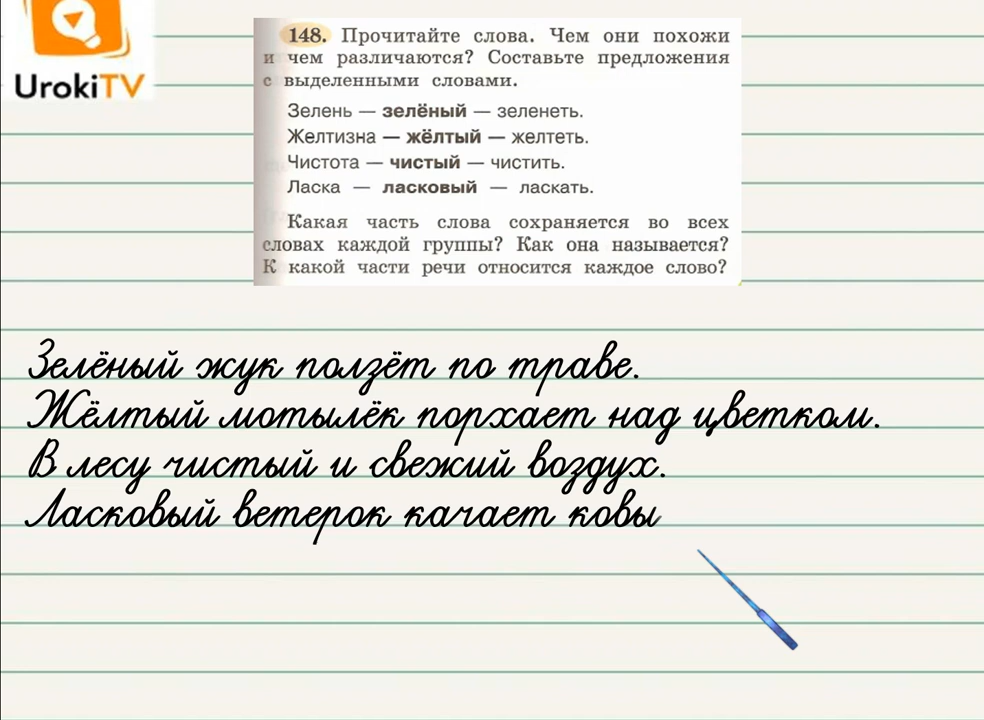 UrokiTV
148. Прочитайте слова. Чем они похожи
и чем различаются? Составьте предложения
с выделенными словами.
Зелень — зелёный — зеленеть.
Желтизна — жёлтый — желтеть.
Чистота — чистый — чистить.
Ласка — ласковый — ласкать.
Какая часть слова сохраняется во всех
словах каждой группы? Как она называется?
К какой части речи относится каждое слово?
Зелёный жук ползёт по траве.
Жёлтый мотылёк порхает над цветком.
В лесу чистый и свежий воздух.
Ласковый ветерок качает ковы